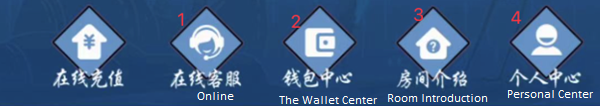 1
2
3
4
¥
?
在线充值
在线客服
钱包中心
房间介绍
个人中心
Online
The Wallet Center
Room Introduction
Personal Center